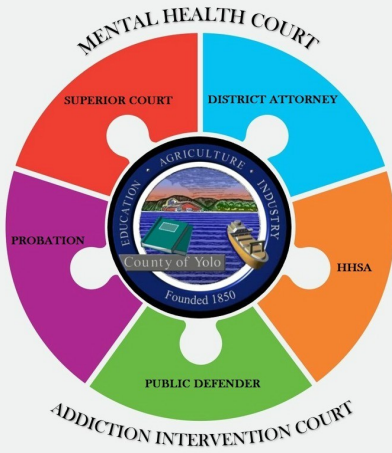 MENTAL HEALTH COURT
SUPERIOR COURT
DISTRICT ATTORNEY
EDUCATION • AGRICULTURE • INDUSTRY
PROBATION
HHSA
County of Yolo
Founded 1850
PUBLIC DEFENDER
ADDICTION INTERVENTION COURT